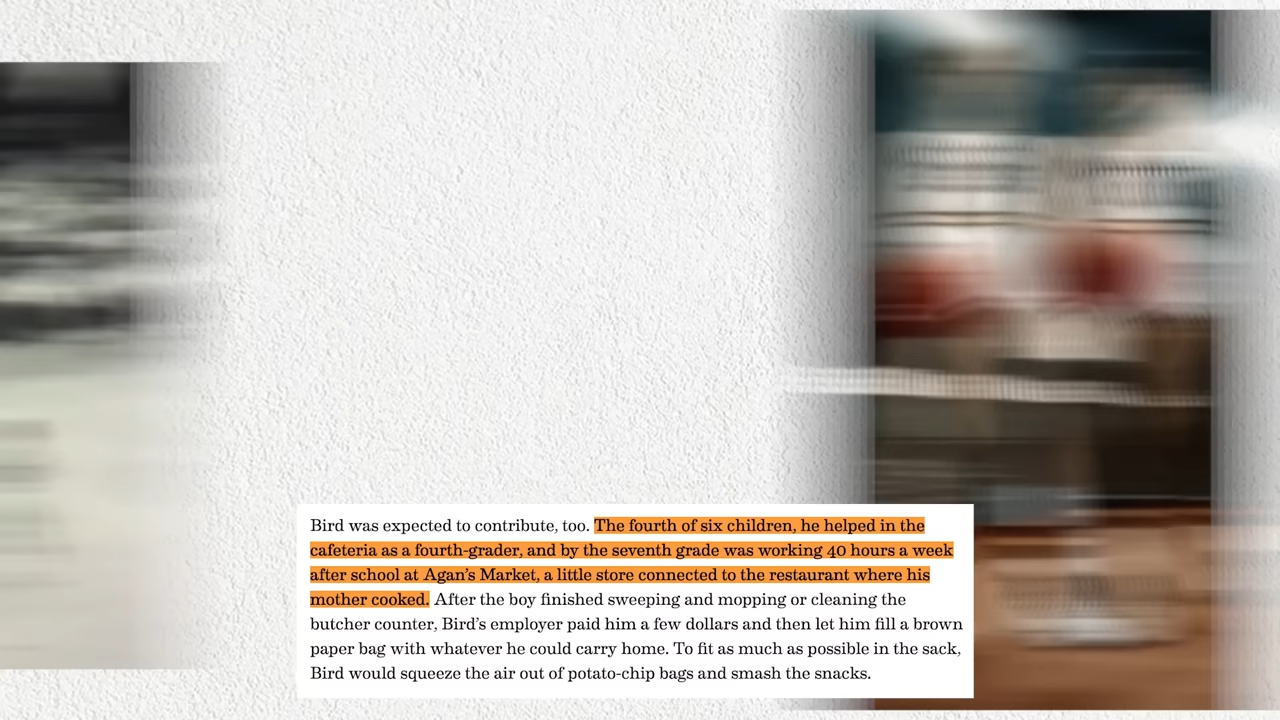 Bird was expected to contribute, too. The fourth of six children, he helped in the
cafeteria as a fourth-grader, and by the seventh grade was working 40 hours a week
after school at Agan’s Market, a little store connected to the restaurant where his
mother cooked. After the boy finished sweeping and mopping or cleaning the
butcher counter, Bird’s employer paid him a few dollars and then let him fill a brown
paper bag with whatever he could carry home. To fit as much as possible in the sack,
Bird would squeeze the air out of potato-chip bags and smash the snacks.